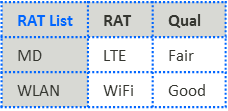 RAT List RAT Qual
MD LTE Fair
WLAN WiFi Good